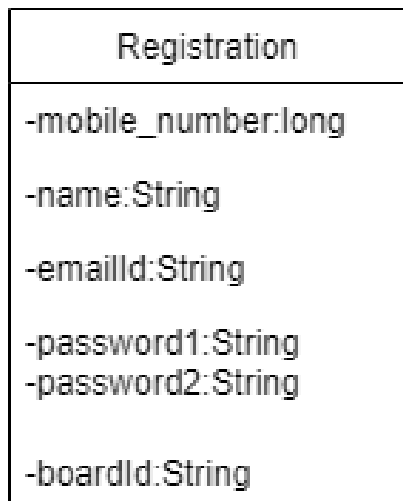 Registration
-mobile_number:long
-name:String
-emailId:String
-password1:String
-password2:String
-boardId:String